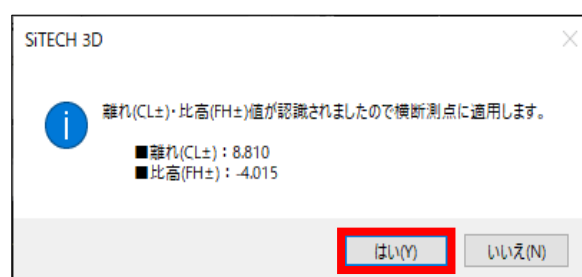 SiTECH 3D
離れ(CL±)・比高(FH±)値が認識されましたので横断測点に適用します。
■離れ(CL±)：8.810
■比高(FH±)：-4.015
はい(Y)
いいえ(N)